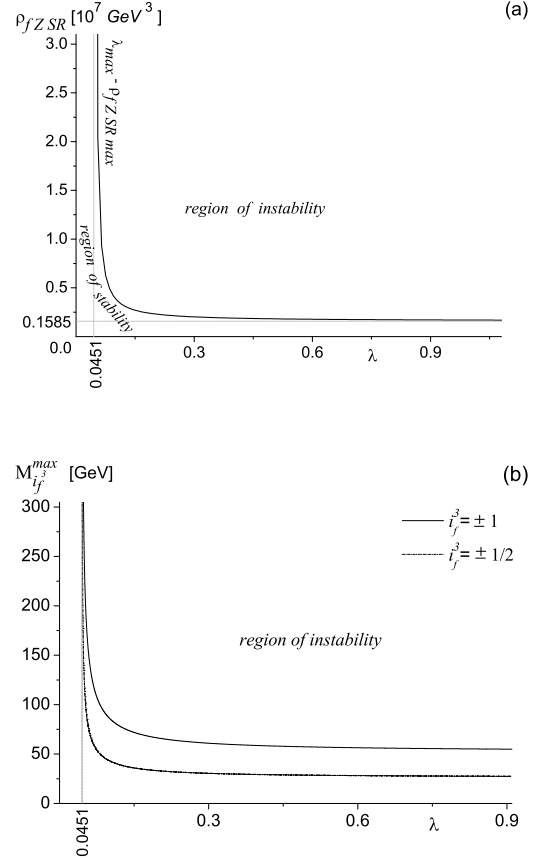 ρ_{f Z SR} [10^7 GeV^3]
(a)
3.0
2.0
1.5
1.0
0.5
0.1585
0.0
λ_{max} - ρ_{f Z SR max}
region of instability
region of stability
0.0451
0.3
0.6
λ
0.9
M^{max}_{i^3_f} [GeV]
(b)
300
250
200
150
100
50
0
i^3_f = ± 1
i^3_f = ± 1/2
region of instability
0.0451
0.3
0.6
λ
0.9